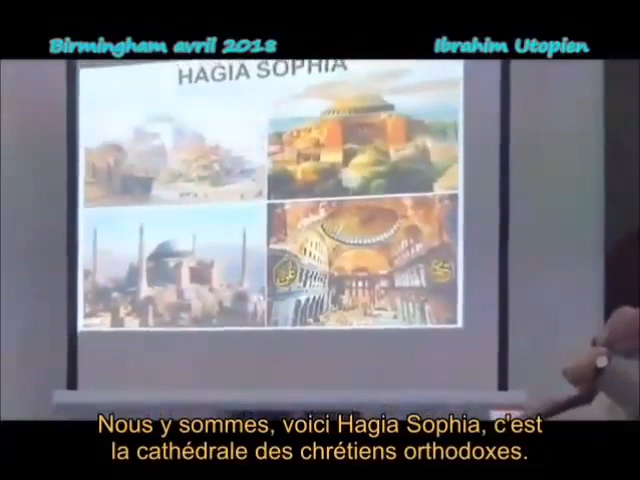 Birmingham avril 2018
Ibrahim Utopien
HAGIA SOPHIA
Nous y sommes, voici Hagia Sophia, c'est
la cathédrale des chrétiens orthodoxes.